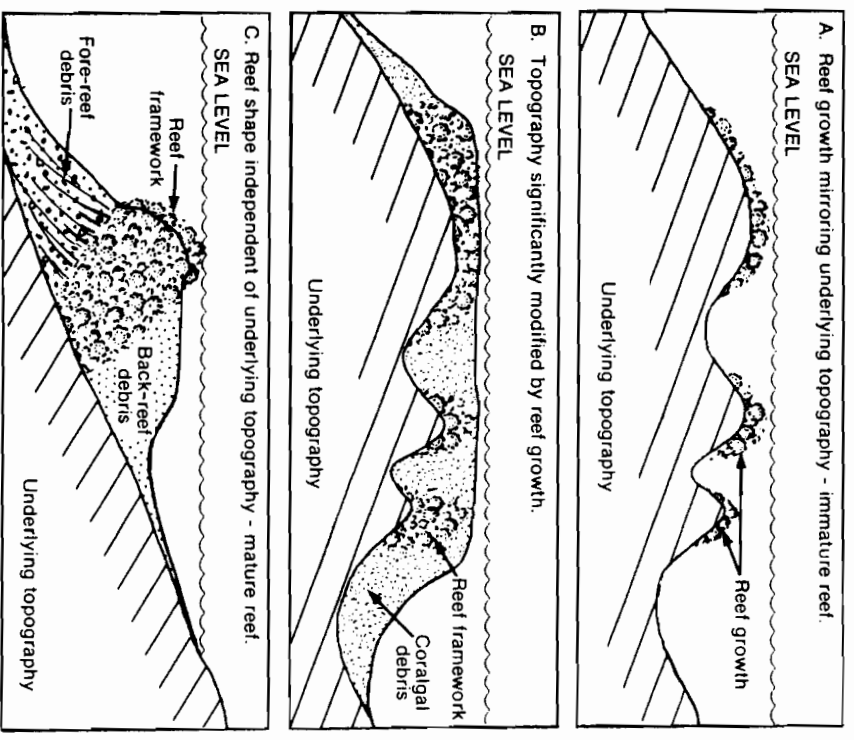 A. Reef growth mirroring underlying topography - immature reef.
SEA LEVEL
Reef growth
Underlying topography
B. Topography significantly modified by reef growth.
SEA LEVEL
Reef framework
Coralgal
debris
Underlying topography
C. Reef shape independent of underlying topography - mature reef.
SEA LEVEL
Reef
framework
Fore-reef
debris
Back-reef
debris
Underlying topography